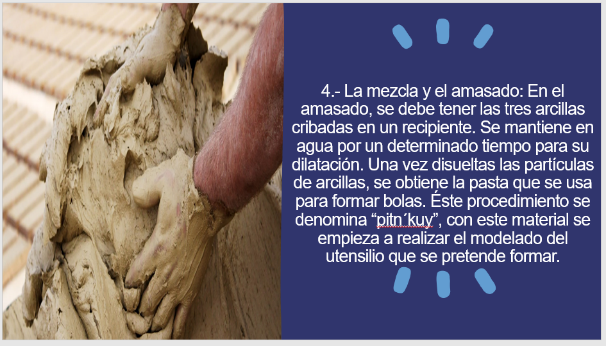 4.- La mezcla y el amasado: En el
amasado, se debe tener las tres arcillas
cribadas en un recipiente. Se mantiene en
agua por un determinado tiempo para su
dilatación. Una vez disueltas las partículas
de arcillas, se obtiene la pasta que se usa
para formar bolas. Éste procedimiento se
denomina “pitn´kuy”, con este material se
empieza a realizar el modelado del
utensilio que se pretende formar.